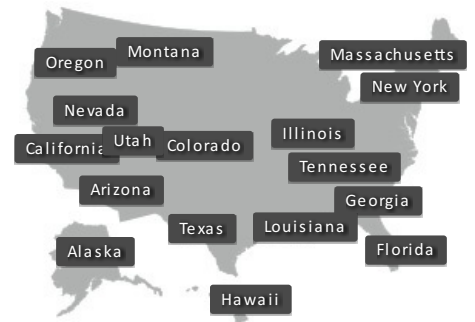 Montana
Massachusetts
Oregon
New York
Nevada
Illinois
Utah
California
Colorado
Tennessee
Arizona
Georgia
Texas
Louisiana
Alaska
Florida
Hawaii